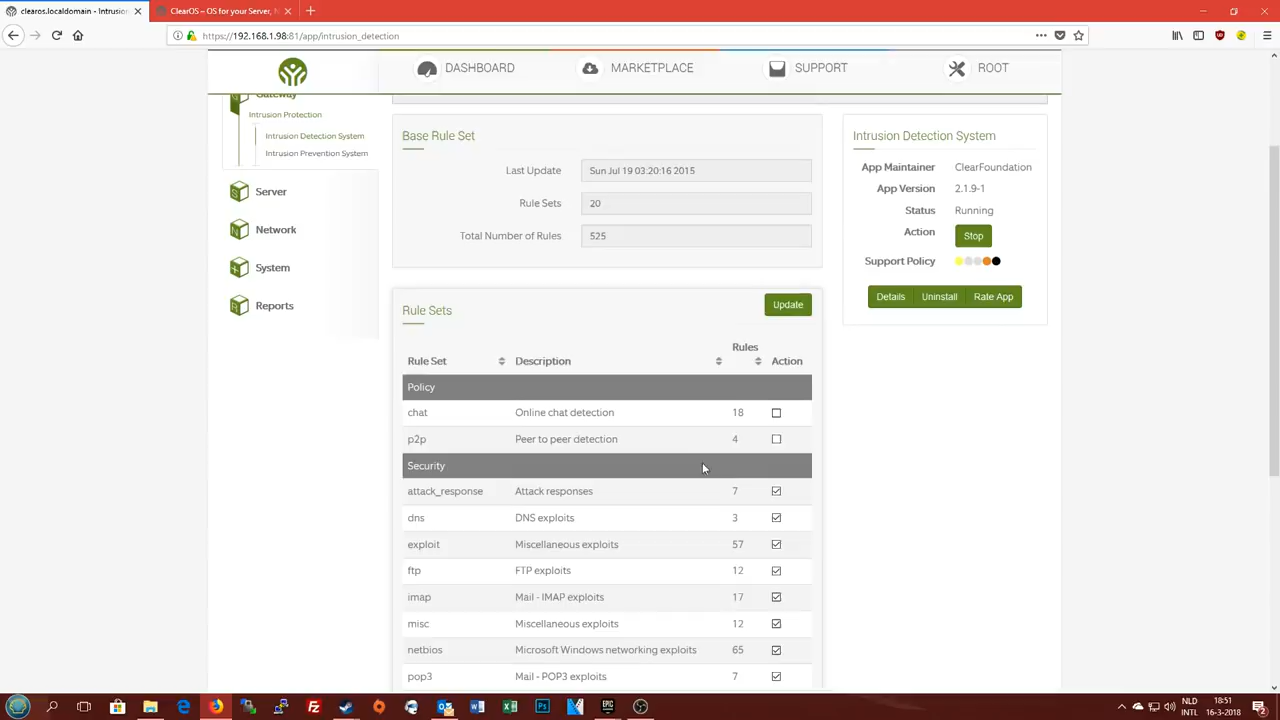 clearos.localdomain - Intrusion
ClearOS – OS for your Server, N
https://192.168.1.98:81/app/intrusion_detection
DASHBOARD
MARKETPLACE
SUPPORT
ROOT
Gateway
Intrusion Protection
Intrusion Detection System
Intrusion Prevention System
Server
Network
System
Reports
Base Rule Set
Last Update Sun Jul 19 03:20:16 2015
Rule Sets 20
Total Number of Rules 525
Rule Sets
Update
Rule Set Description Rules Action
Policy
chat Online chat detection 18
p2p Peer to peer detection 4
Security
attack_response Attack responses 7
dns DNS exploits 3
exploit Miscellaneous exploits 57
ftp FTP exploits 12
imap Mail - IMAP exploits 17
misc Miscellaneous exploits 12
netbios Microsoft Windows networking exploits 65
pop3 Mail - POP3 exploits 7
Intrusion Detection System
App Maintainer ClearFoundation
App Version 2.1.9-1
Status Running
Action Stop
Support Policy
Details Uninstall Rate App
NLD 18:51
INTL 16-3-2018